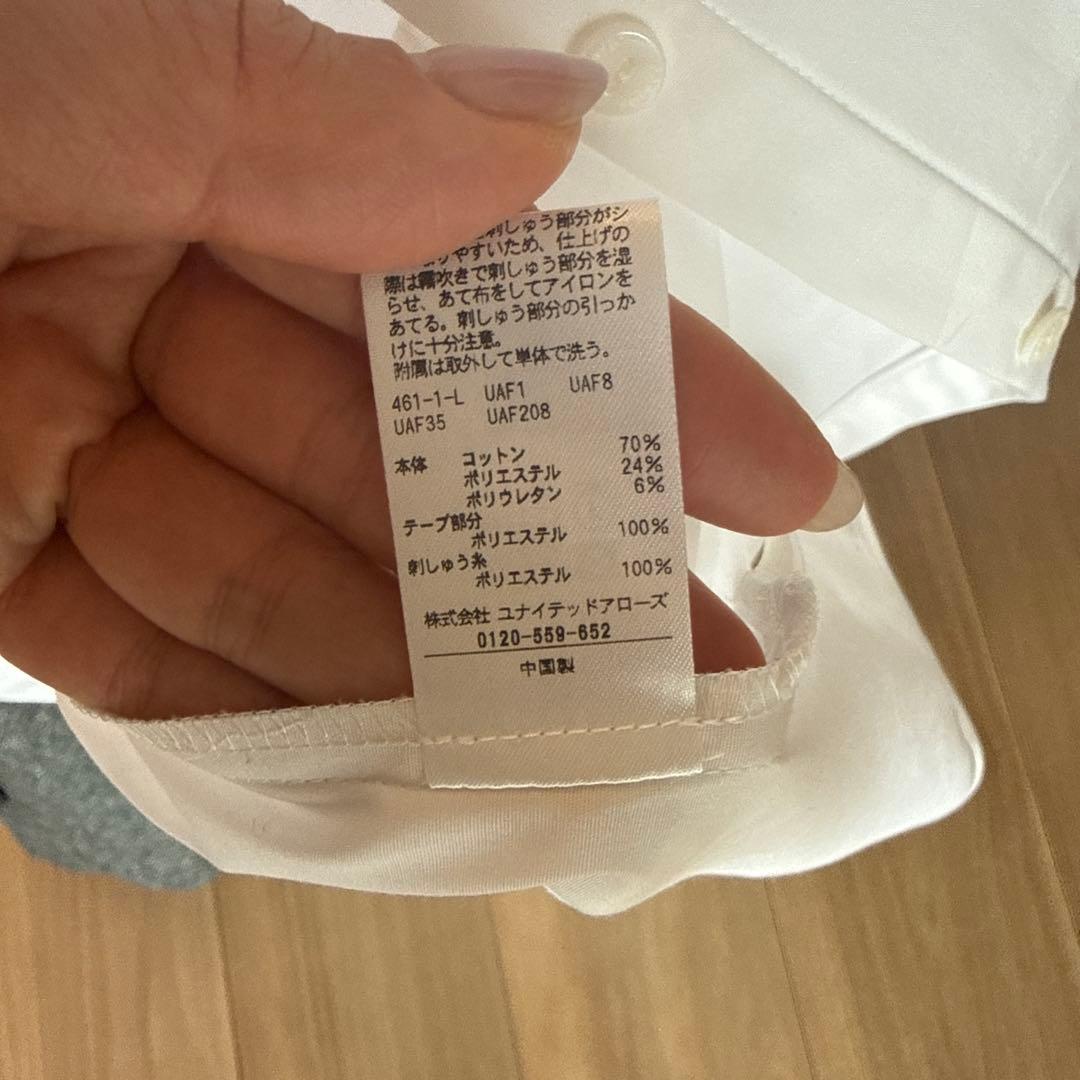 刺しゅう部分がシ
やすいため、仕上げの
際は霧吹きで刺しゅう部分を湿
らせ、あて布をしてアイロンを
あてる。刺しゅう部分の引っか
けに十分注意。
附属は取外して単体で洗う。
461-1-L UAF1 UAF8
UAF35 UAF208
本体 コットン 70%
ポリエステル 24%
ポリウレタン 6%
テープ部分
ポリエステル 100%
刺しゅう糸
ポリエステル 100%
株式会社 ユナイテッドアローズ
0120-559-652
中国製